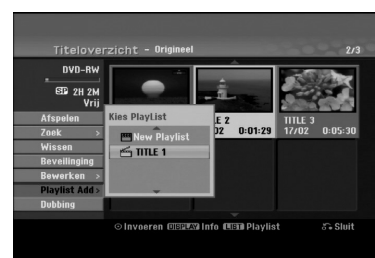 Titeloverzicht - Origineel 2/3
DVD-RW
SP 2H 2M
Vrij
Afspelen
Zoek >
Wissen
Beveilinging
Bewerken >
Playlist Add>
Dubbing
Kies PlayList
New Playlist
TITLE 1
LE 2
02 0:01:29
TITLE 3
17/02 0:05:30
Invoeren DISPLAY Info LIST Playlist Sluit